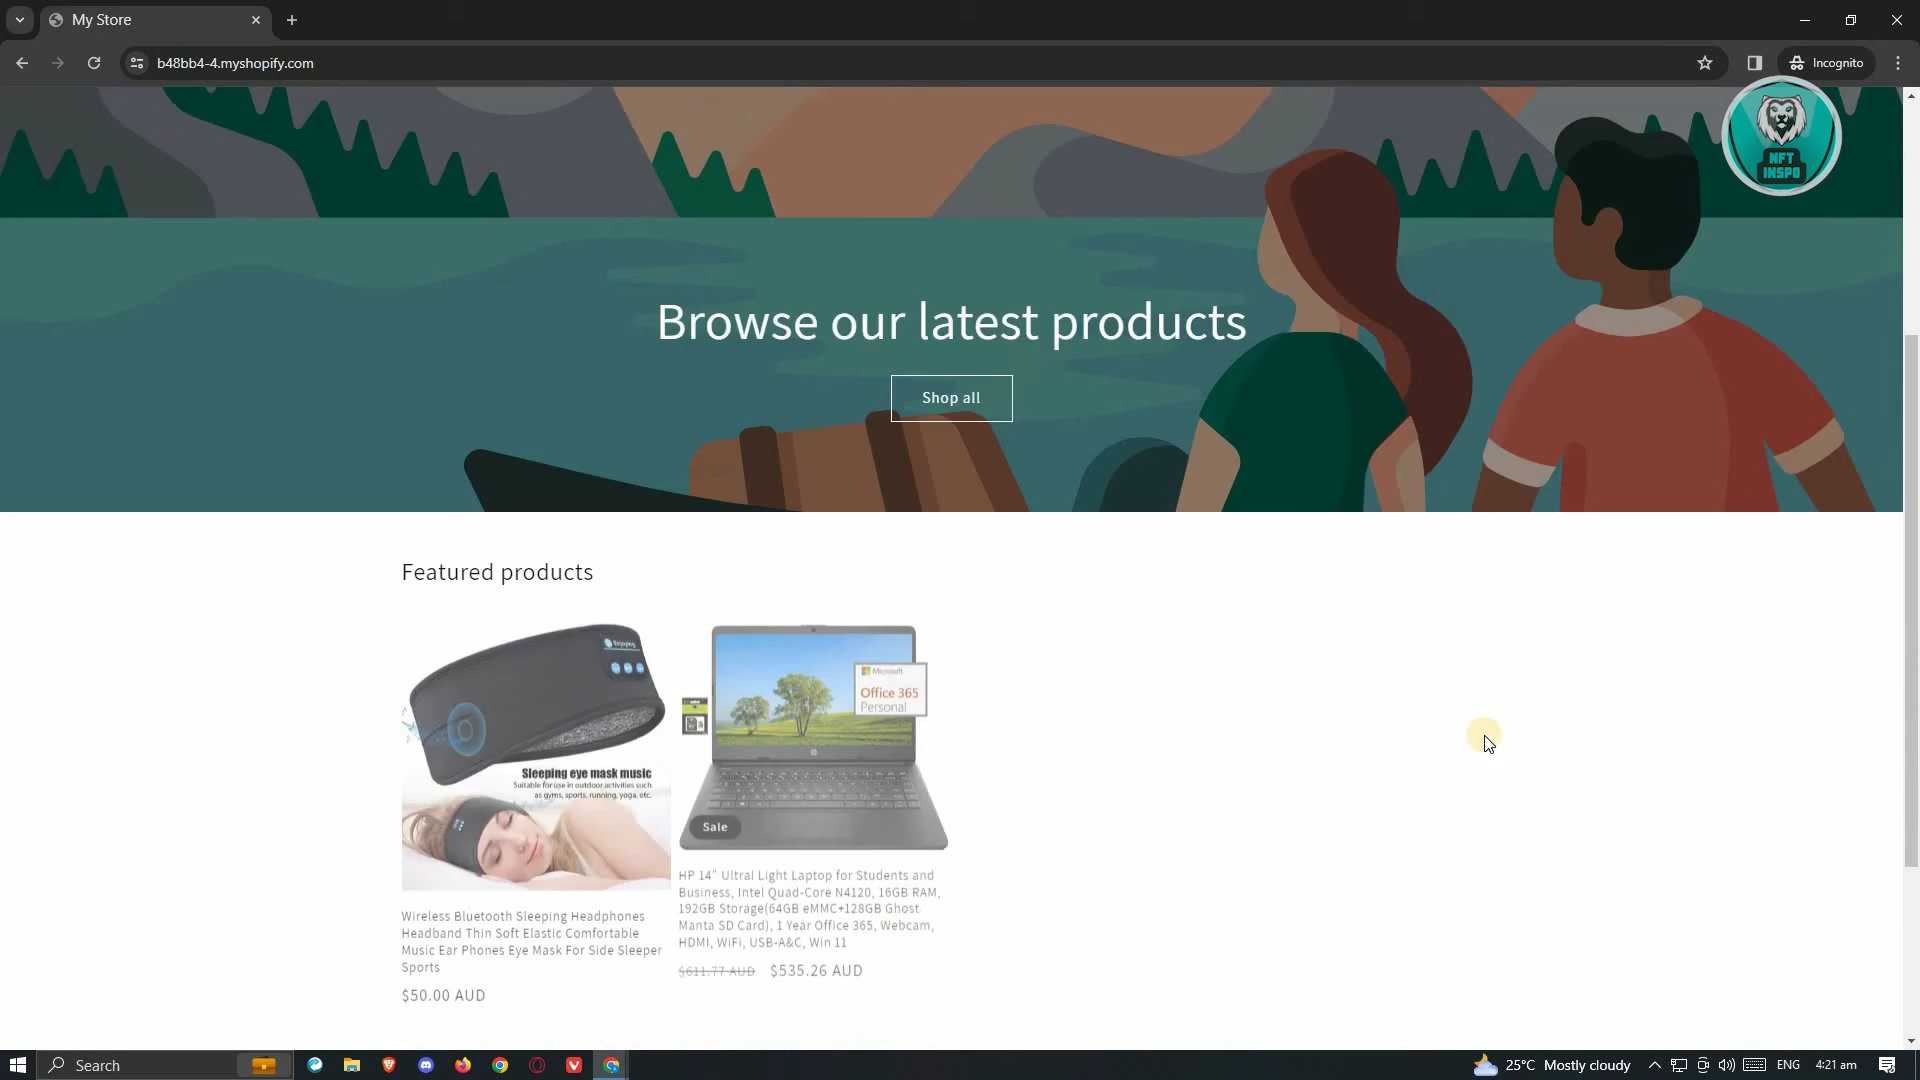 My Store
b48bb4-4.myshopify.com
Incognito
NFT
INSPO
Browse our latest products
Shop all
Featured products
Enjoying
Sleeping eye mask music
Suitable for use in outdoor activities such
as gyms, sports, running, yoga, etc.
Microsoft
Office 365
Personal
Sale
Wireless Bluetooth Sleeping Headphones
Headband Thin Soft Elastic Comfortable
Music Ear Phones Eye Mask For Side Sleeper
Sports
$50.00 AUD
HP 14" Ultral Light Laptop for Students and
Business, Intel Quad-Core N4120, 16GB RAM,
192GB Storage(64GB eMMC+128GB Ghost
Manta SD Card), 1 Year Office 365, Webcam,
HDMI, WiFi, USB-A&C, Win 11
$611.77 AUD $535.26 AUD
Search
25°C Mostly cloudy
ENG
4:21 am